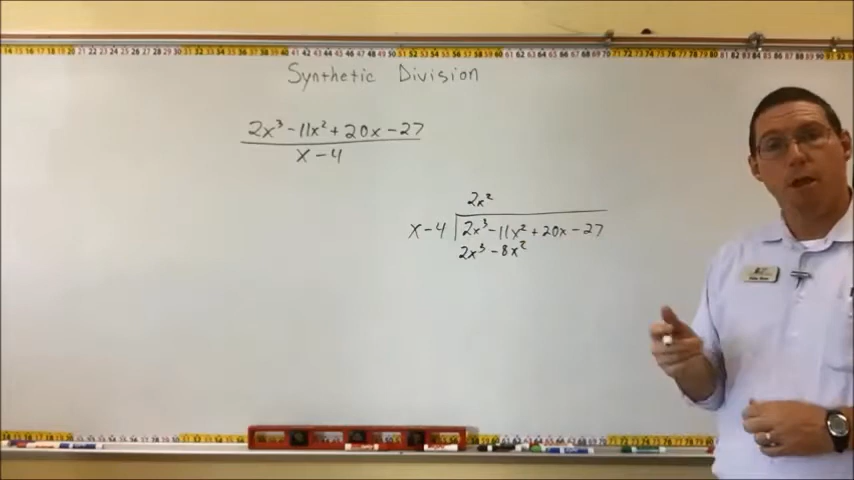 Synthetic Division
2x³ - 11x² + 20x - 27
x - 4
2x²
x - 4 2x³ - 11x² + 20x - 27
2x³ - 8x²